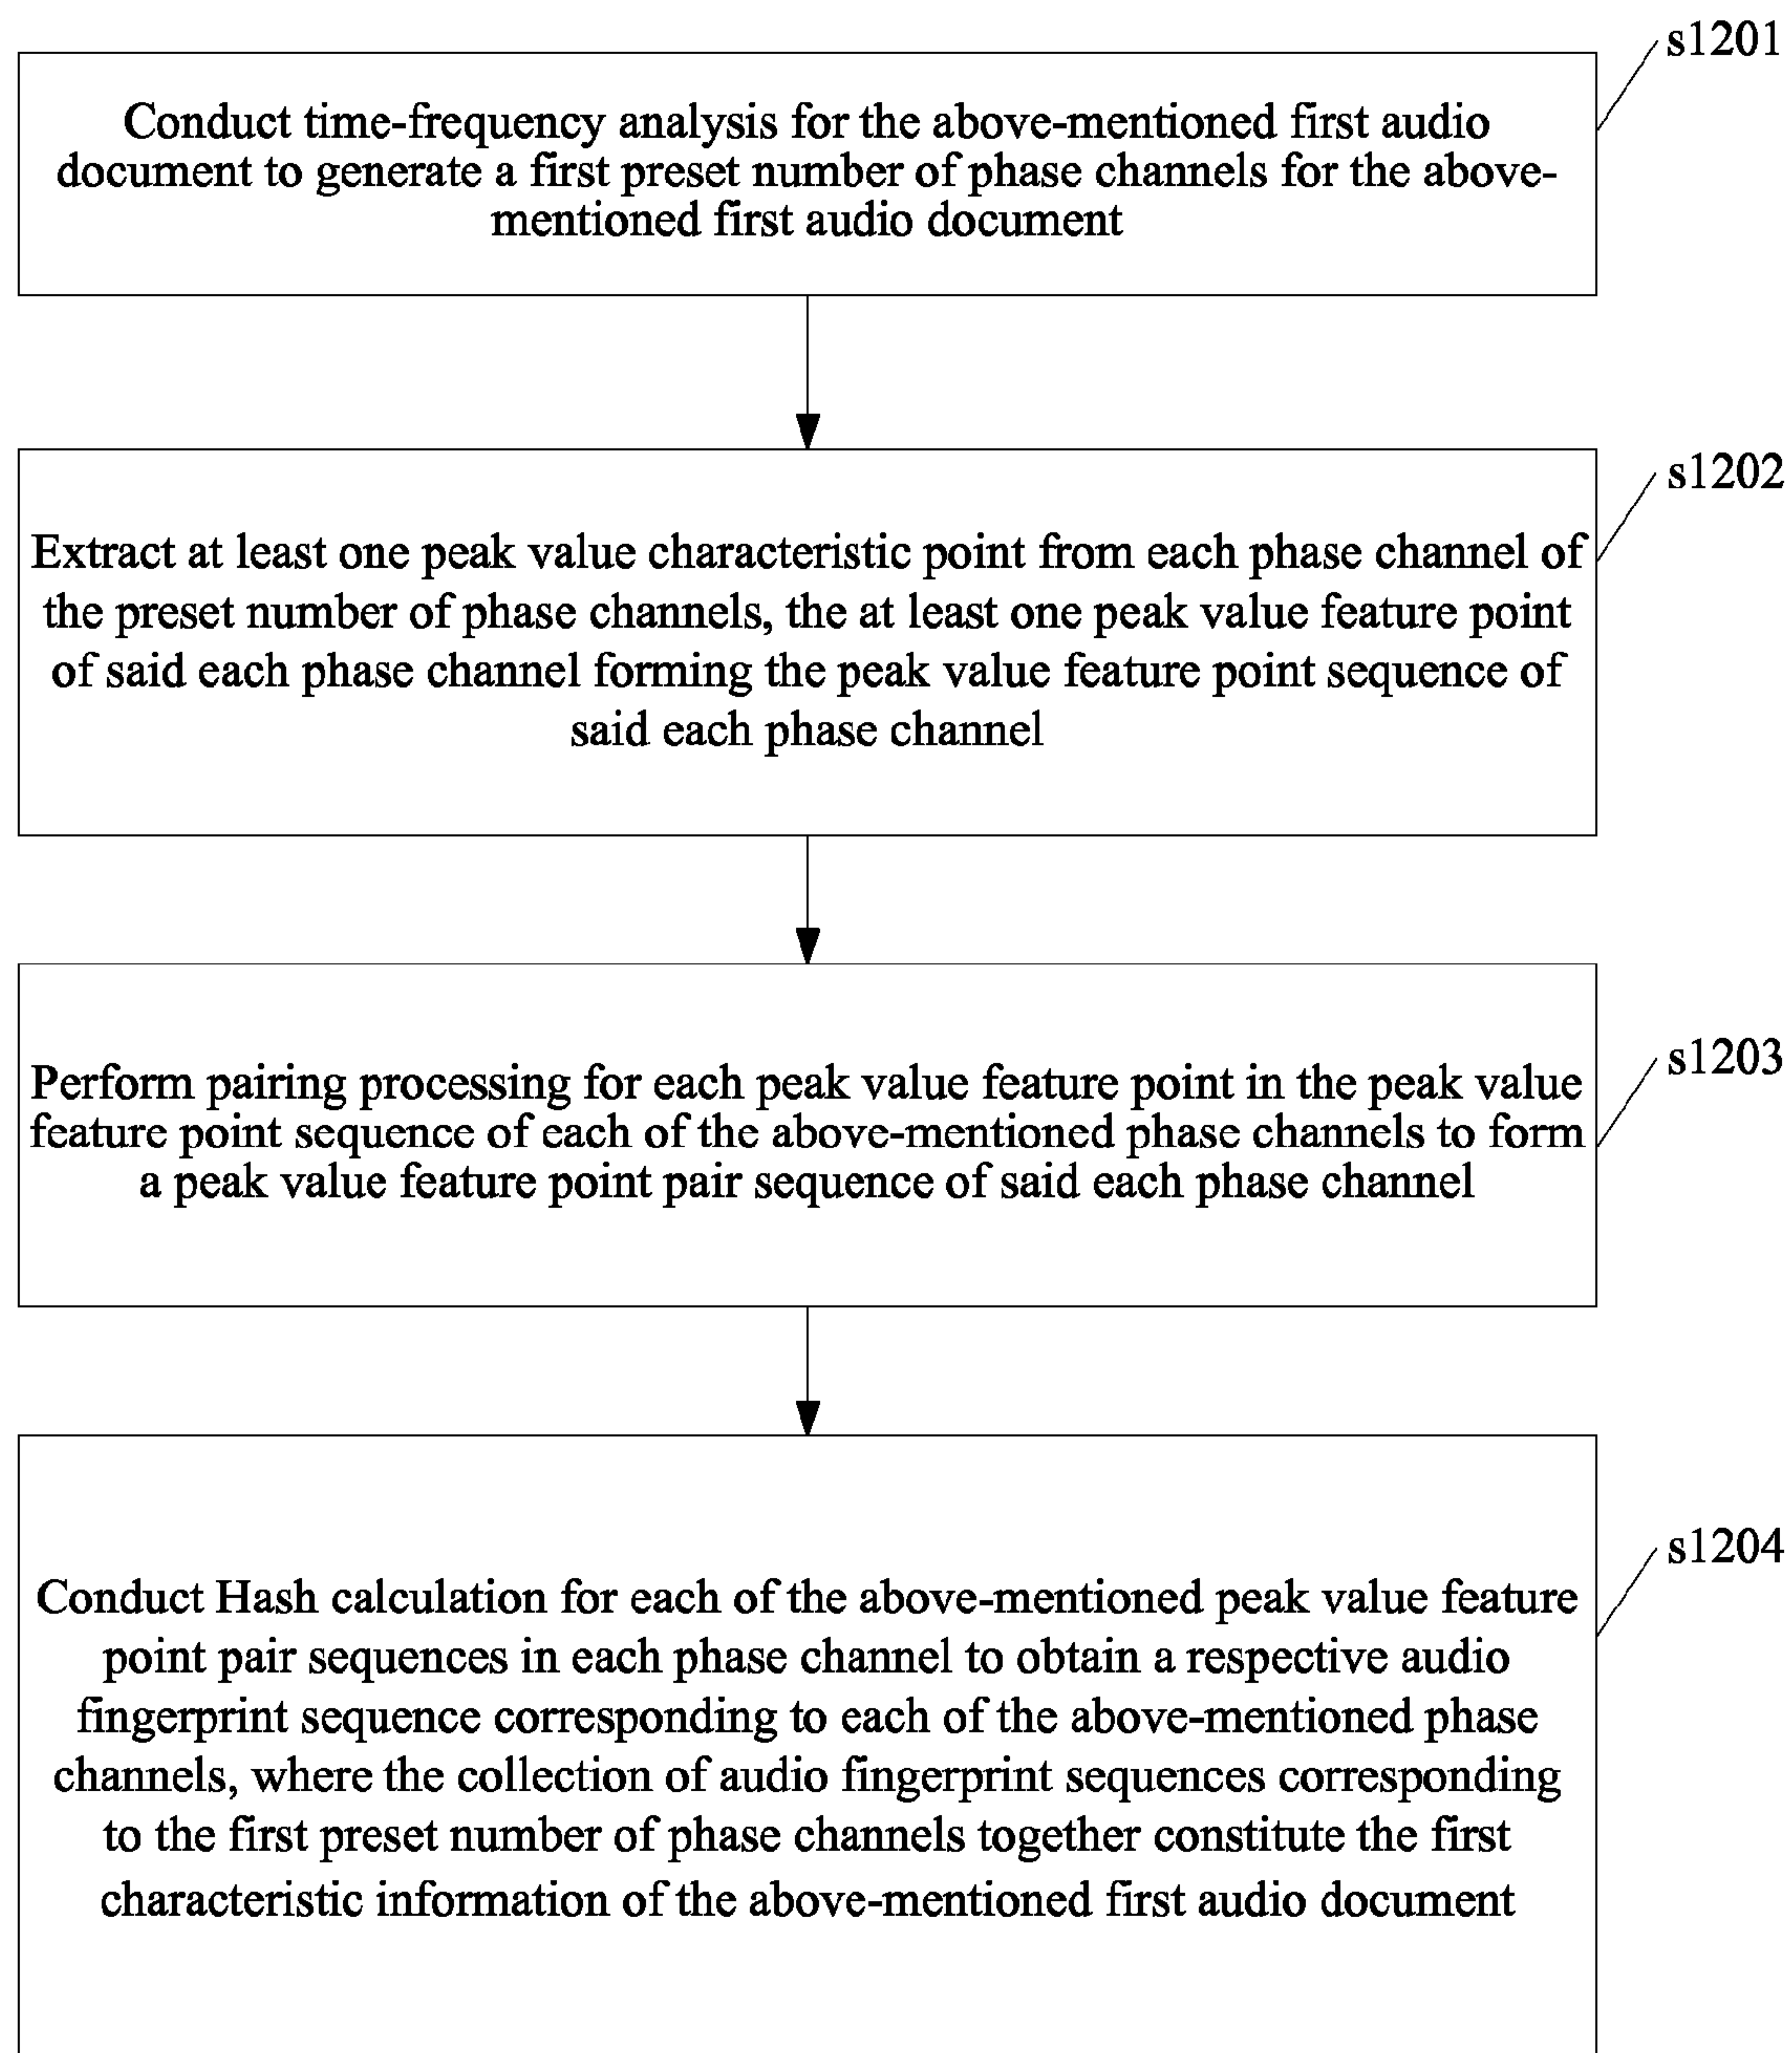 s1201
Conduct time-frequency analysis for the above-mentioned first audio
document to generate a first preset number of phase channels for the above-
mentioned first audio document
s1202
Extract at least one peak value characteristic point from each phase channel of
the preset number of phase channels, the at least one peak value feature point
of said each phase channel forming the peak value feature point sequence of
said each phase channel
s1203
Perform pairing processing for each peak value feature point in the peak value
feature point sequence of each of the above-mentioned phase channels to form
a peak value feature point pair sequence of said each phase channel
s1204
Conduct Hash calculation for each of the above-mentioned peak value feature
point pair sequences in each phase channel to obtain a respective audio
fingerprint sequence corresponding to each of the above-mentioned phase
channels, where the collection of audio fingerprint sequences corresponding
to the first preset number of phase channels together constitute the first
characteristic information of the above-mentioned first audio document